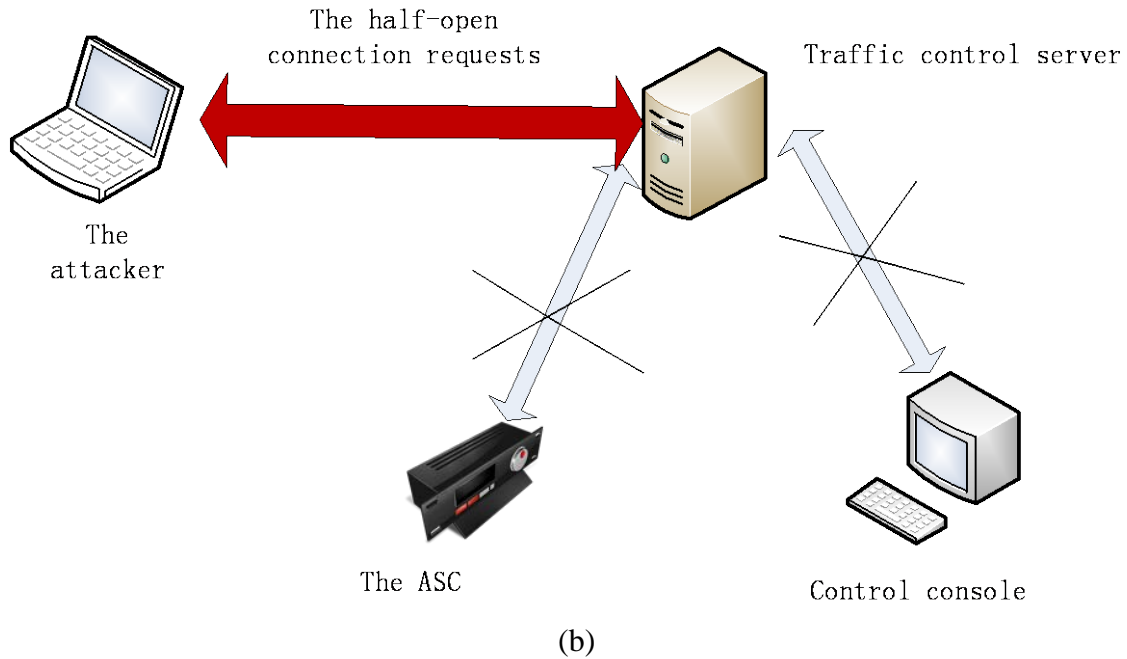 The half-open
connection requests
Traffic control server
The
attacker
The ASC
Control console
(b)